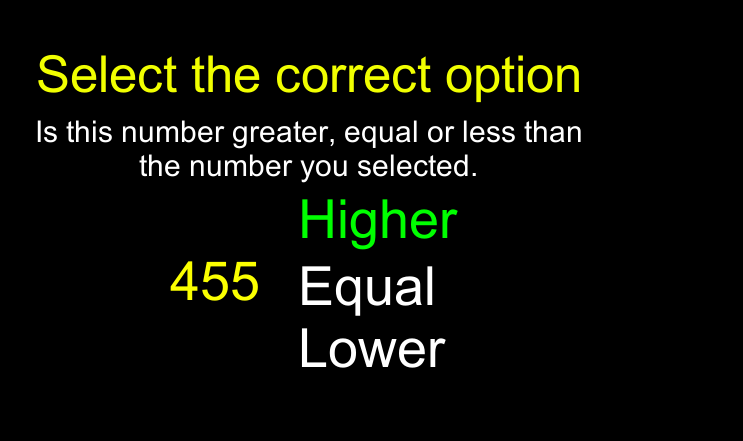 Select the correct option
Is this number greater, equal or less than
the number you selected.
Higher
455
Equal
Lower